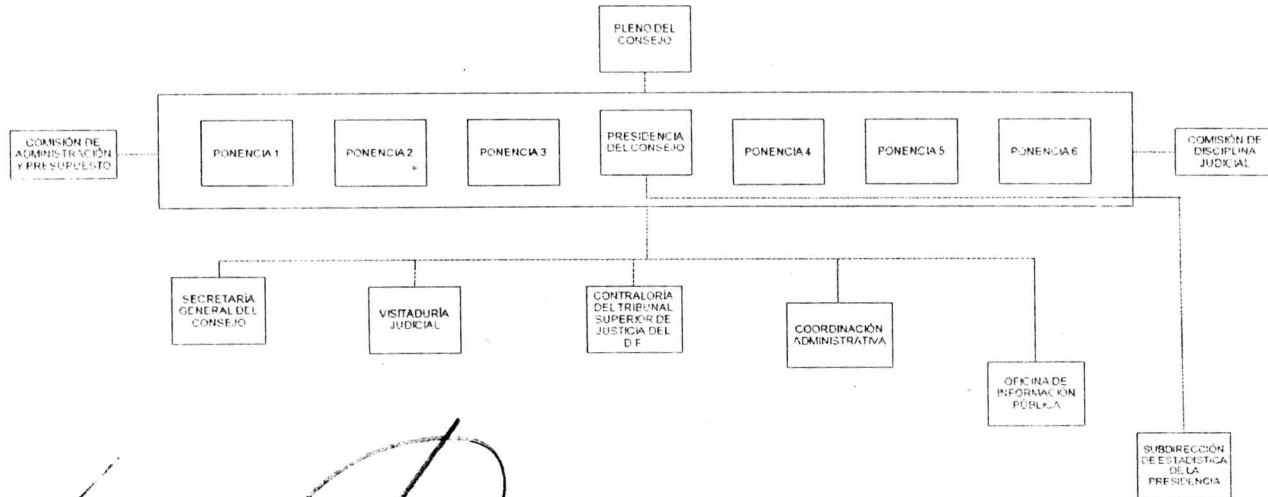 PLENO DEL
CONSEJO
COMISIÓN DE
ADMINISTRACIÓN
Y PRESUPUESTO
PONENCIA 1
PONENCIA 2
PONENCIA 3
PRESIDENCIA
DEL CONSEJO
PONENCIA 4
PONENCIA 5
PONENCIA 6
COMISIÓN DE
DISCIPLINA
JUDICIAL
SECRETARÍA
GENERAL DEL
CONSEJO
VISITADURÍA
JUDICIAL
CONTRALORÍA
DEL TRIBUNAL
SUPERIOR DE
JUSTICIA DEL
D F
COORDINACIÓN
ADMINISTRATIVA
OFICINA DE
INFORMACIÓN
PÚBLICA
SUBDIRECCIÓN
DE ESTADÍSTICA
DE LA
PRESIDENCIA